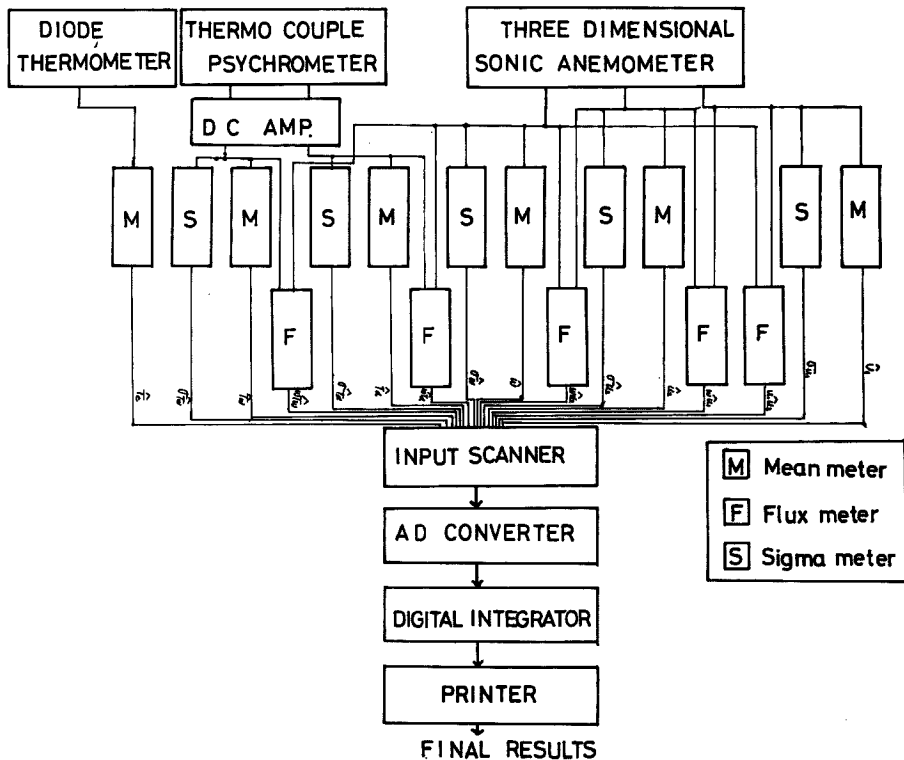 DIODE
THERMOMETER
THERMO COUPLE
PSYCHROMETER
THREE DIMENSIONAL
SONIC ANEMOMETER
DC AMP.
M
S
M
S
M
S
M
S
M
S
M
F
F
F
F
F
INPUT SCANNER
AD CONVERTER
DIGITAL INTEGRATOR
PRINTER
FINAL RESULTS
M Mean meter
F Flux meter
S Sigma meter